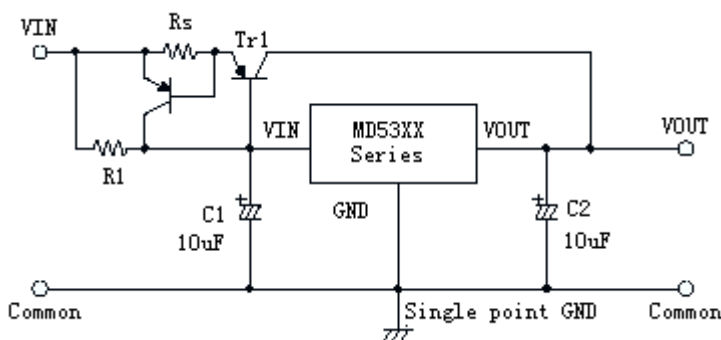 VIN
Rs
Tr1
VIN
MD53XX
Series
VOUT
VOUT
R1
C1
10uF
GND
C2
10uF
Common
Single point GND
Common